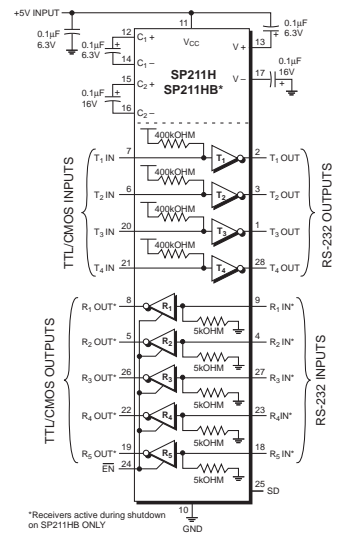 +5V INPUT
11
0.1µF
6.3V
12
C1 +
VCC
V +
13
0.1µF
6.3V
0.1µF
6.3V
14
C1 –
15
C2 +
0.1µF
16V
16
C2 –
SP211H
SP211HB*
V –
17
0.1µF
16V
TTL/CMOS INPUTS
RS-232 OUTPUTS
400kOHM
T1 IN 7 T1 2 T1 OUT
400kOHM
T2 IN 6 T2 3 T2 OUT
400kOHM
T3 IN 20 T3 1 T3 OUT
400kOHM
T4 IN 21 T4 28 T4 OUT
TTL/CMOS OUTPUTS
RS-232 INPUTS
R1 OUT* 8 R1 9 R1 IN*
5kOHM
R2 OUT* 5 R2 4 R2 IN*
5kOHM
R3 OUT* 26 R3 27 R3 IN*
5kOHM
R4 OUT* 22 R4 23 R4IN*
5kOHM
R5 OUT* 19 R5 18 R5 IN*
EN 24
5kOHM
25 SD
10
GND
*Receivers active during shutdown
on SP211HB ONLY